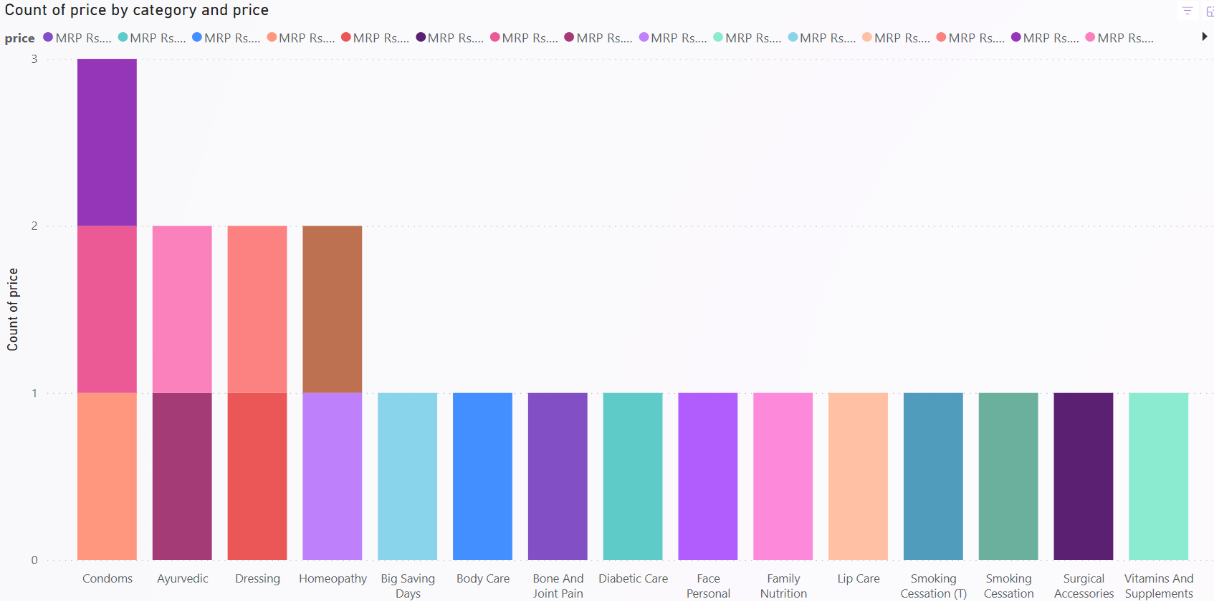 Count of price by category and price
price MRP Rs.... MRP Rs.... MRP Rs.... MRP Rs.... MRP Rs.... MRP Rs.... MRP Rs.... MRP Rs.... MRP Rs.... MRP Rs.... MRP Rs.... MRP Rs.... MRP Rs.... MRP Rs....
3
2
1
0
Count of price
Condoms
Ayurvedic
Dressing
Homeopathy
Big Saving
Days
Body Care
Bone And
Joint Pain
Diabetic Care
Face
Personal
Family
Nutrition
Lip Care
Smoking
Cessation (T)
Smoking
Cessation
Surgical
Accessories
Vitamins And
Supplements